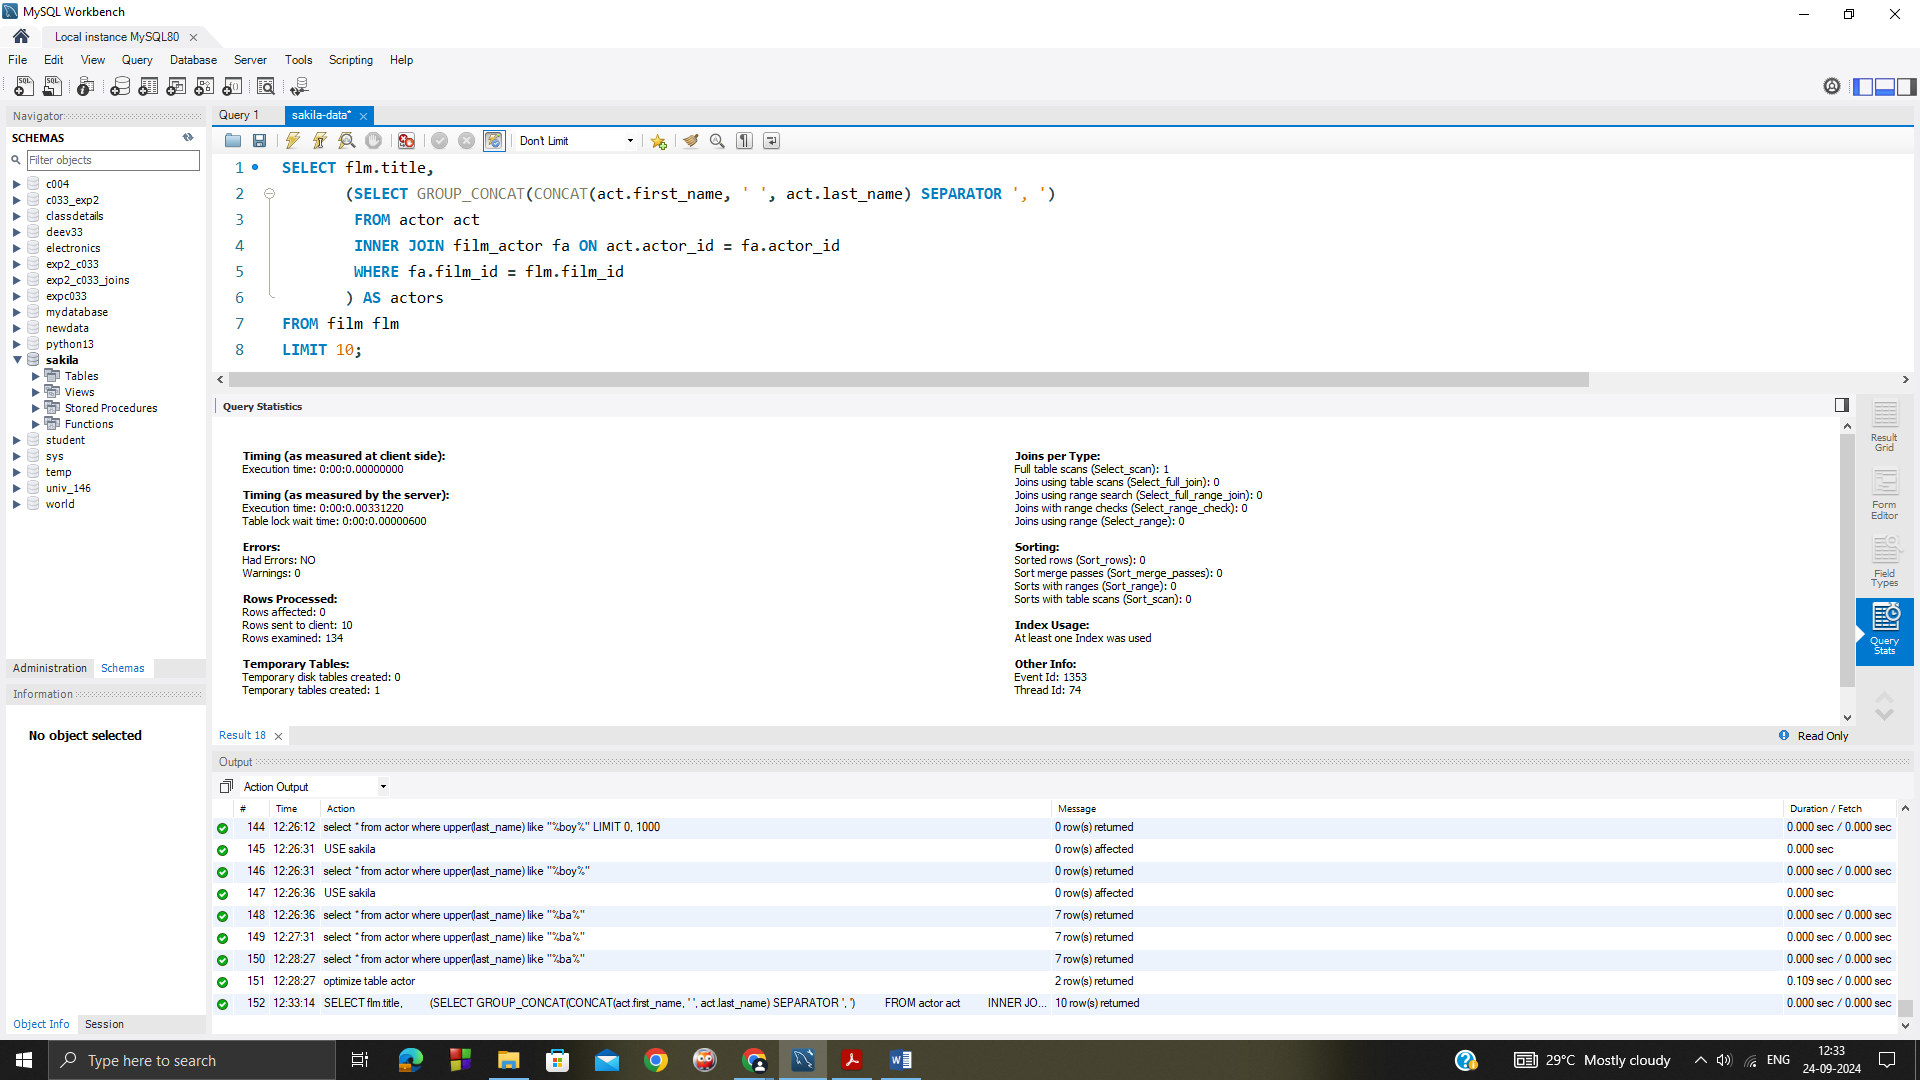 MySQL Workbench
Local instance MySQL80
File Edit View Query Database Server Tools Scripting Help
Navigator
SCHEMAS
Filter objects
c004
c033_exp2
classdetails
deev33
electronics
exp2_c033
exp2_c033_joins
expc033
mydatabase
newdata
python13
sakila
Tables
Views
Stored Procedures
Functions
student
sys
temp
univ_146
world
Administration Schemas
Information
No object selected
Object Info Session
Query 1 sakila-data*
Don't Limit
1 SELECT flm.title,
2 (SELECT GROUP_CONCAT(CONCAT(act.first_name, ' ', act.last_name) SEPARATOR ', ')
3 FROM actor act
4 INNER JOIN film_actor fa ON act.actor_id = fa.actor_id
5 WHERE fa.film_id = flm.film_id
6 ) AS actors
7 FROM film flm
8 LIMIT 10;
Query Statistics
Timing (as measured at client side):
Execution time: 0:00:0.00000000
Timing (as measured by the server):
Execution time: 0:00:0.00331220
Table lock wait time: 0:00:0.00000600
Errors:
Had Errors: NO
Warnings: 0
Rows Processed:
Rows affected: 0
Rows sent to client: 10
Rows examined: 134
Temporary Tables:
Temporary disk tables created: 0
Temporary tables created: 1
Joins per Type:
Full table scans (Select_scan): 1
Joins using table scans (Select_full_join): 0
Joins using range search (Select_full_range_join): 0
Joins with range checks (Select_range_check): 0
Joins using range (Select_range): 0
Sorting:
Sorted rows (Sort_rows): 0
Sort merge passes (Sort_merge_passes): 0
Sorts with ranges (Sort_range): 0
Sorts with table scans (Sort_scan): 0
Index Usage:
At least one Index was used
Other Info:
Event Id: 1353
Thread Id: 74
Result
Grid
Form
Editor
Field
Types
Query
Stats
Result 18
Read Only
Output
Action Output
# Time Action Message Duration / Fetch
144 12:26:12 select * from actor where upper(last_name) like "%boy%" LIMIT 0, 1000 0 row(s) returned 0.000 sec / 0.000 sec
145 12:26:31 USE sakila 0 row(s) affected 0.000 sec
146 12:26:31 select * from actor where upper(last_name) like "%boy%" 0 row(s) returned 0.000 sec / 0.000 sec
147 12:26:36 USE sakila 0 row(s) affected 0.000 sec
148 12:26:36 select * from actor where upper(last_name) like "%ba%" 7 row(s) returned 0.000 sec / 0.000 sec
149 12:27:31 select * from actor where upper(last_name) like "%ba%" 7 row(s) returned 0.000 sec / 0.000 sec
150 12:28:27 select * from actor where upper(last_name) like "%ba%" 7 row(s) returned 0.000 sec / 0.000 sec
151 12:28:27 optimize table actor 2 row(s) returned 0.109 sec / 0.000 sec
152 12:33:14 SELECT flm.title, (SELECT GROUP_CONCAT(CONCAT(act.first_name, ' ', act.last_name) SEPARATOR ', ') FROM actor act INNER JO... 10 row(s) returned 0.000 sec / 0.000 sec
Type here to search
29°C Mostly cloudy
ENG
12:33
24-09-2024